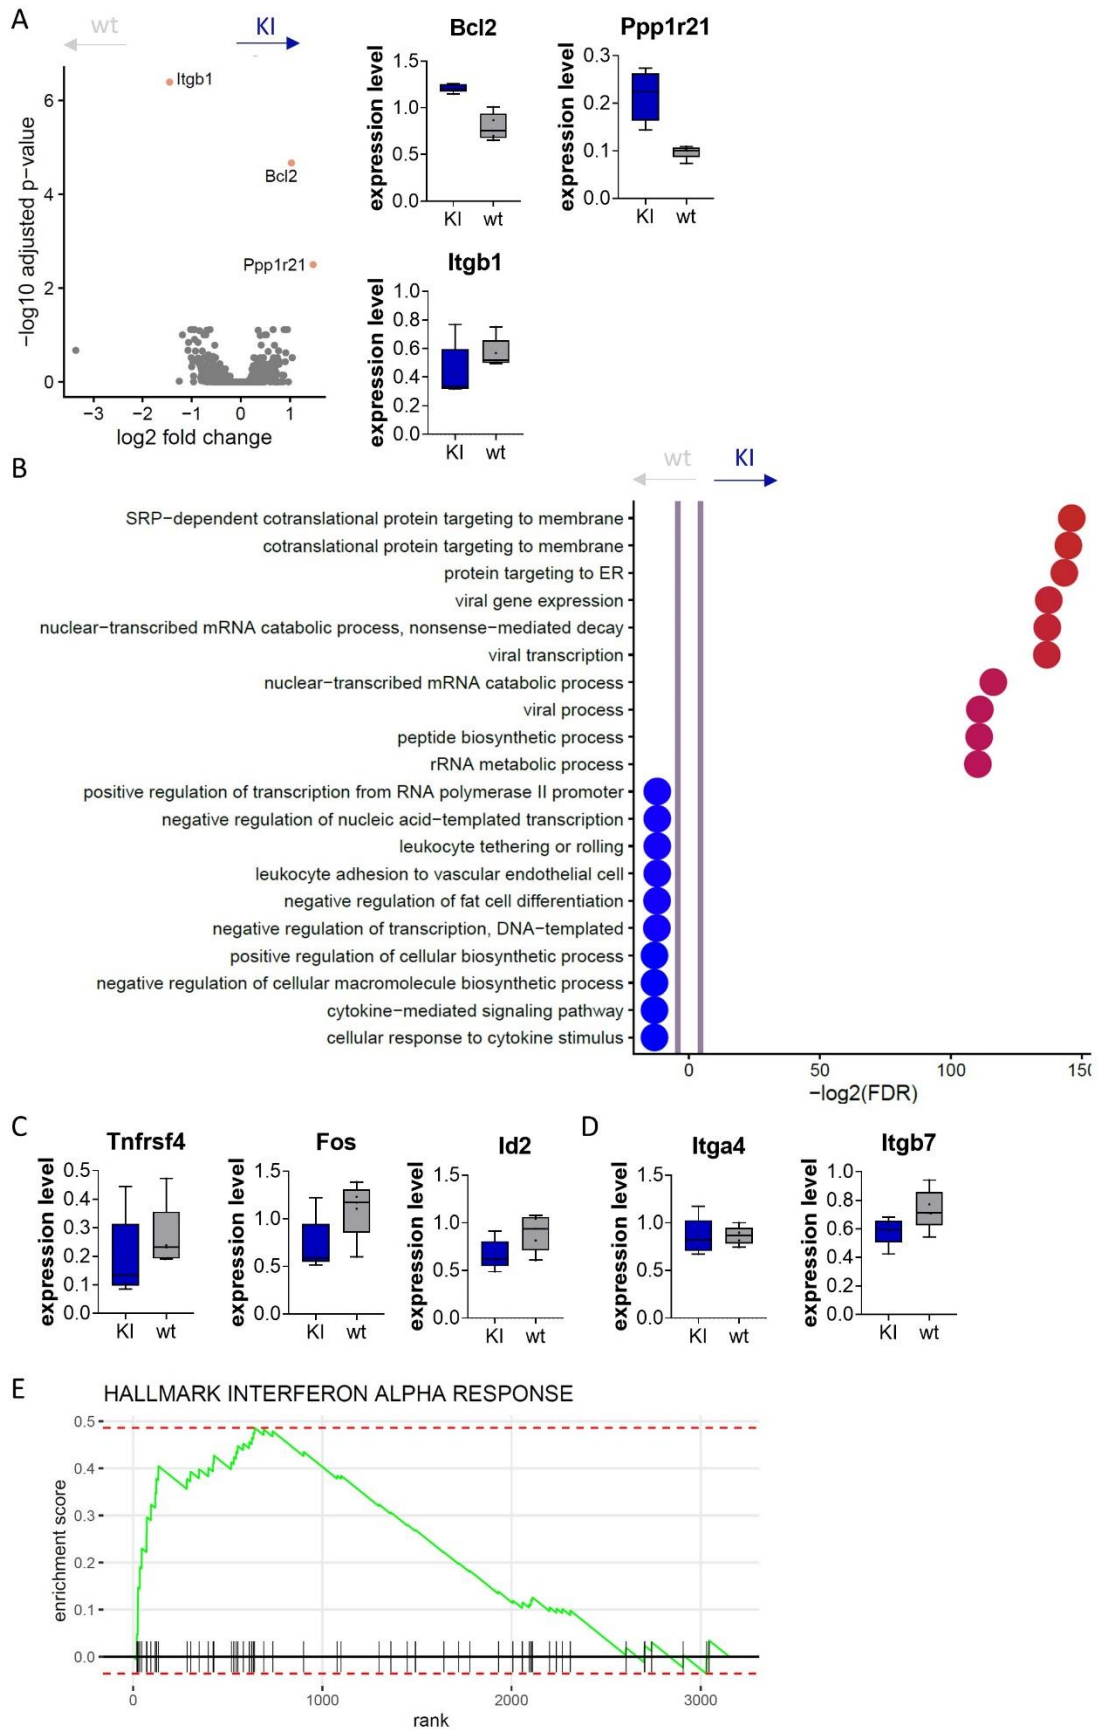 A
wt
KI
−log10 adjusted p−value
6
4
2
0
Itgb1
Bcl2
Ppp1r21
−3 −2 −1 0 1
log2 fold change
Bcl2
expression level
1.5
1.0
0.5
0.0
KI wt
Ppp1r21
expression level
0.3
0.2
0.1
0.0
KI wt
Itgb1
expression level
1.0
0.8
0.6
0.4
0.2
0.0
KI wt
B
wt
KI
SRP−dependent cotranslational protein targeting to membrane
cotranslational protein targeting to membrane
protein targeting to ER
viral gene expression
nuclear−transcribed mRNA catabolic process, nonsense−mediated decay
viral transcription
nuclear−transcribed mRNA catabolic process
viral process
peptide biosynthetic process
rRNA metabolic process
positive regulation of transcription from RNA polymerase II promoter
negative regulation of nucleic acid−templated transcription
leukocyte tethering or rolling
leukocyte adhesion to vascular endothelial cell
negative regulation of fat cell differentiation
negative regulation of transcription, DNA−templated
positive regulation of cellular biosynthetic process
negative regulation of cellular macromolecule biosynthetic process
cytokine−mediated signaling pathway
cellular response to cytokine stimulus
0 50 100 150
−log2(FDR)
C
Tnfrsf4
expression level
0.5
0.4
0.3
0.2
0.1
0.0
KI wt
Fos
expression level
1.5
1.0
0.5
0.0
KI wt
Id2
expression level
1.5
1.0
0.5
0.0
KI wt
D
Itga4
expression level
1.5
1.0
0.5
0.0
KI wt
Itgb7
expression level
1.0
0.8
0.6
0.4
0.2
0.0
KI wt
E
HALLMARK INTERFERON ALPHA RESPONSE
enrichment score
0.5
0.4
0.3
0.2
0.1
0.0
0 1000 2000 3000
rank